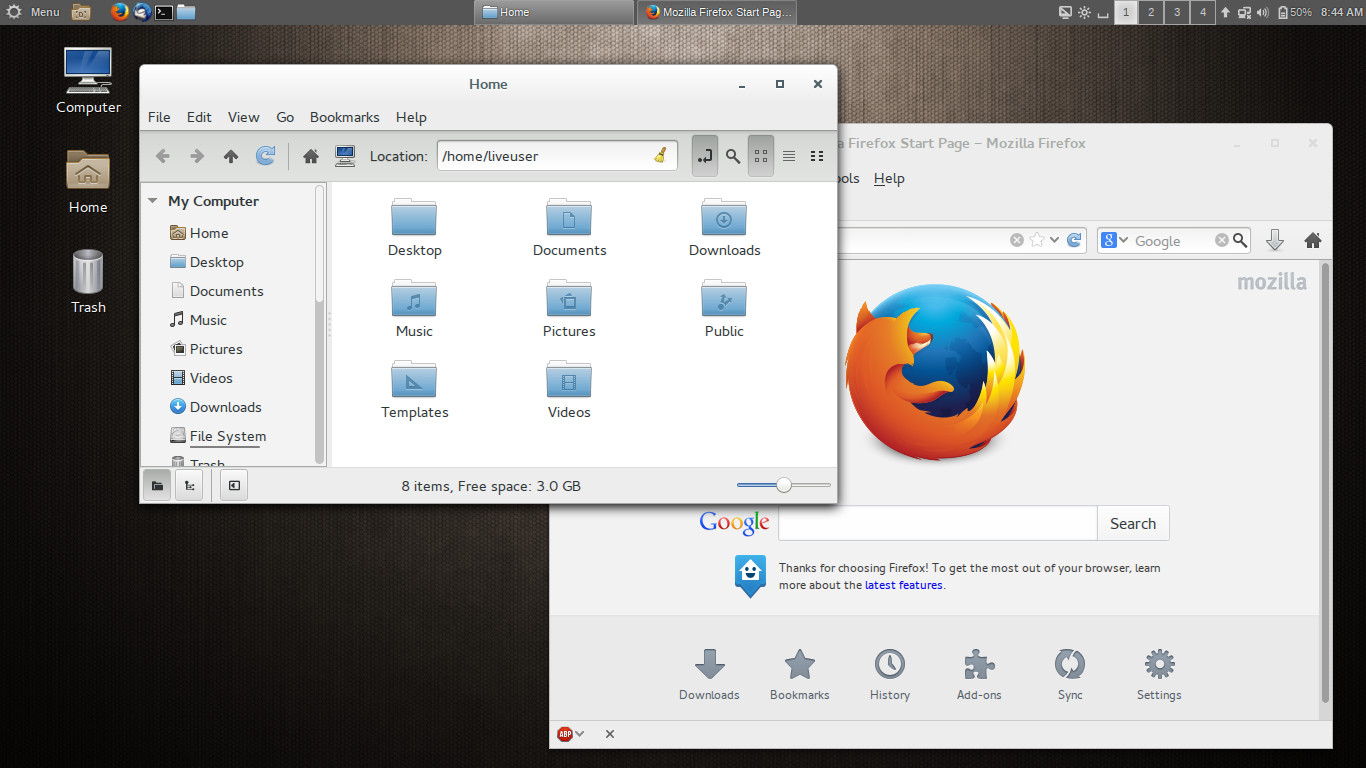 Menu
Home
Mozilla Firefox Start Pag...
1 2 3 4
50% 8:44 AM
Computer
Home
Trash
Home
File Edit View Go Bookmarks Help
Location: /home/liveuser
My Computer
Home
Desktop
Documents
Music
Pictures
Videos
Downloads
File System
Trash
Desktop Documents Downloads
Music Pictures Public
Templates Videos
8 items, Free space: 3.0 GB
Firefox Start Page – Mozilla Firefox
Help
Google
mozilla
Google Search
Thanks for choosing Firefox! To get the most out of your browser, learn
more about the latest features.
Downloads Bookmarks History Add-ons Sync Settings
ABP